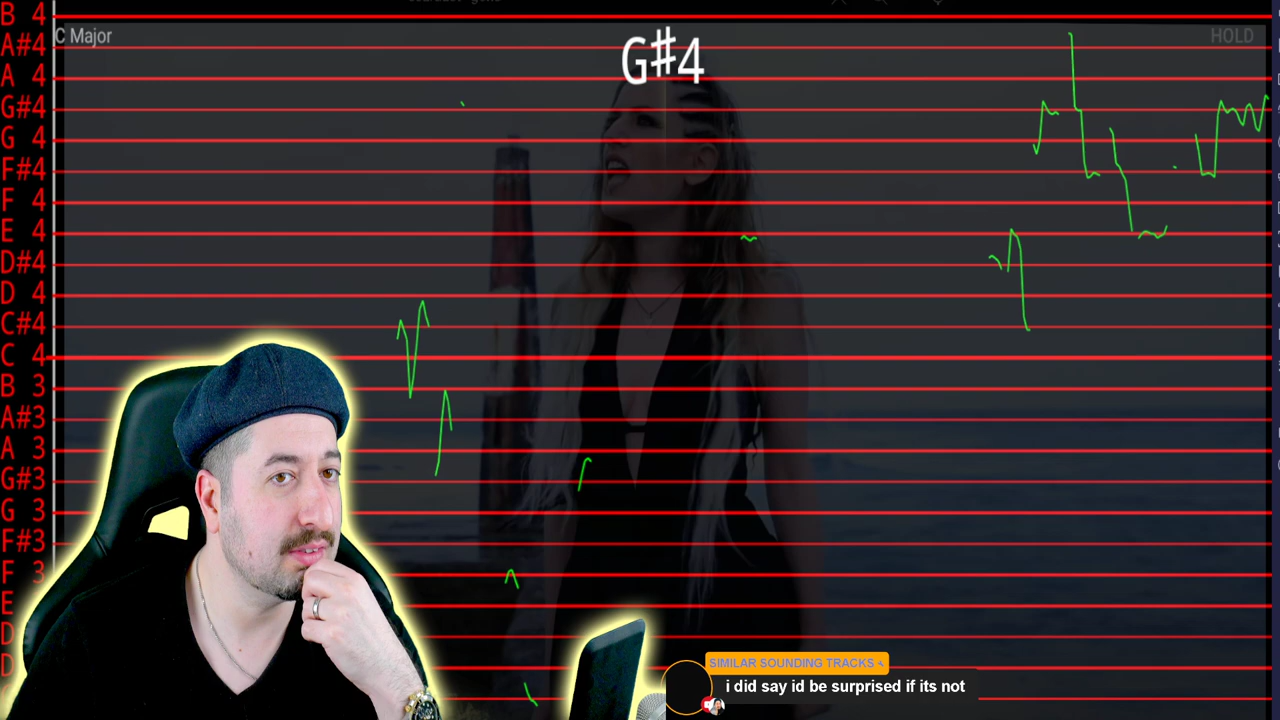 B 4
A#4
C Major
G#4
HOLD
A 4
G#4
G 4
F#4
F 4
E 4
D#4
D 4
C#4
C 4
B 3
A#3
A 3
G#3
G 3
F#3
F 3
E
D
D
SIMILAR SOUNDING TRACKS
i did say id be surprised if its not